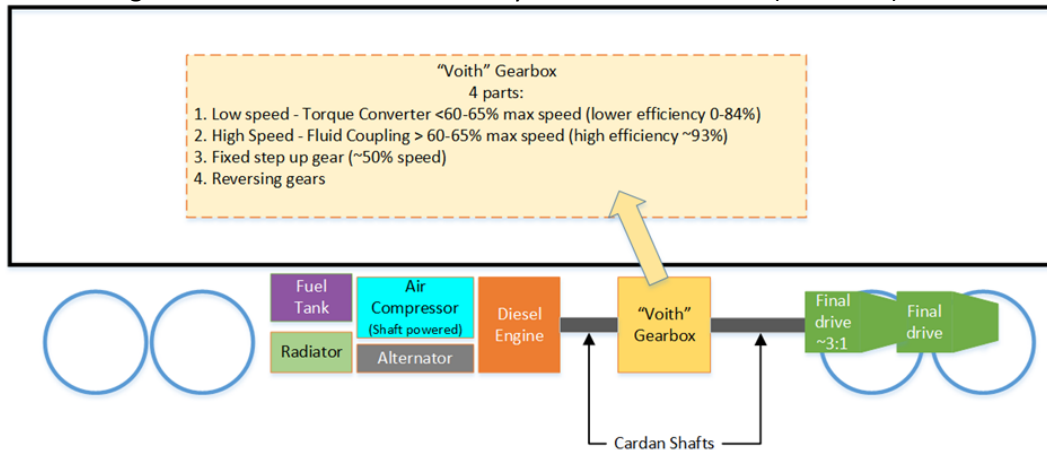 “Voith” Gearbox
4 parts:
1. Low speed - Torque Converter <60-65% max speed (lower efficiency 0-84%)
2. High Speed - Fluid Coupling > 60-65% max speed (high efficiency ~93%)
3. Fixed step up gear (~50% speed)
4. Reversing gears
Fuel
Tank
Radiator
Air
Compressor
(Shaft powered)
Alternator
Diesel
Engine
“Voith”
Gearbox
Final
drive
~3:1
Final
drive
Cardan Shafts